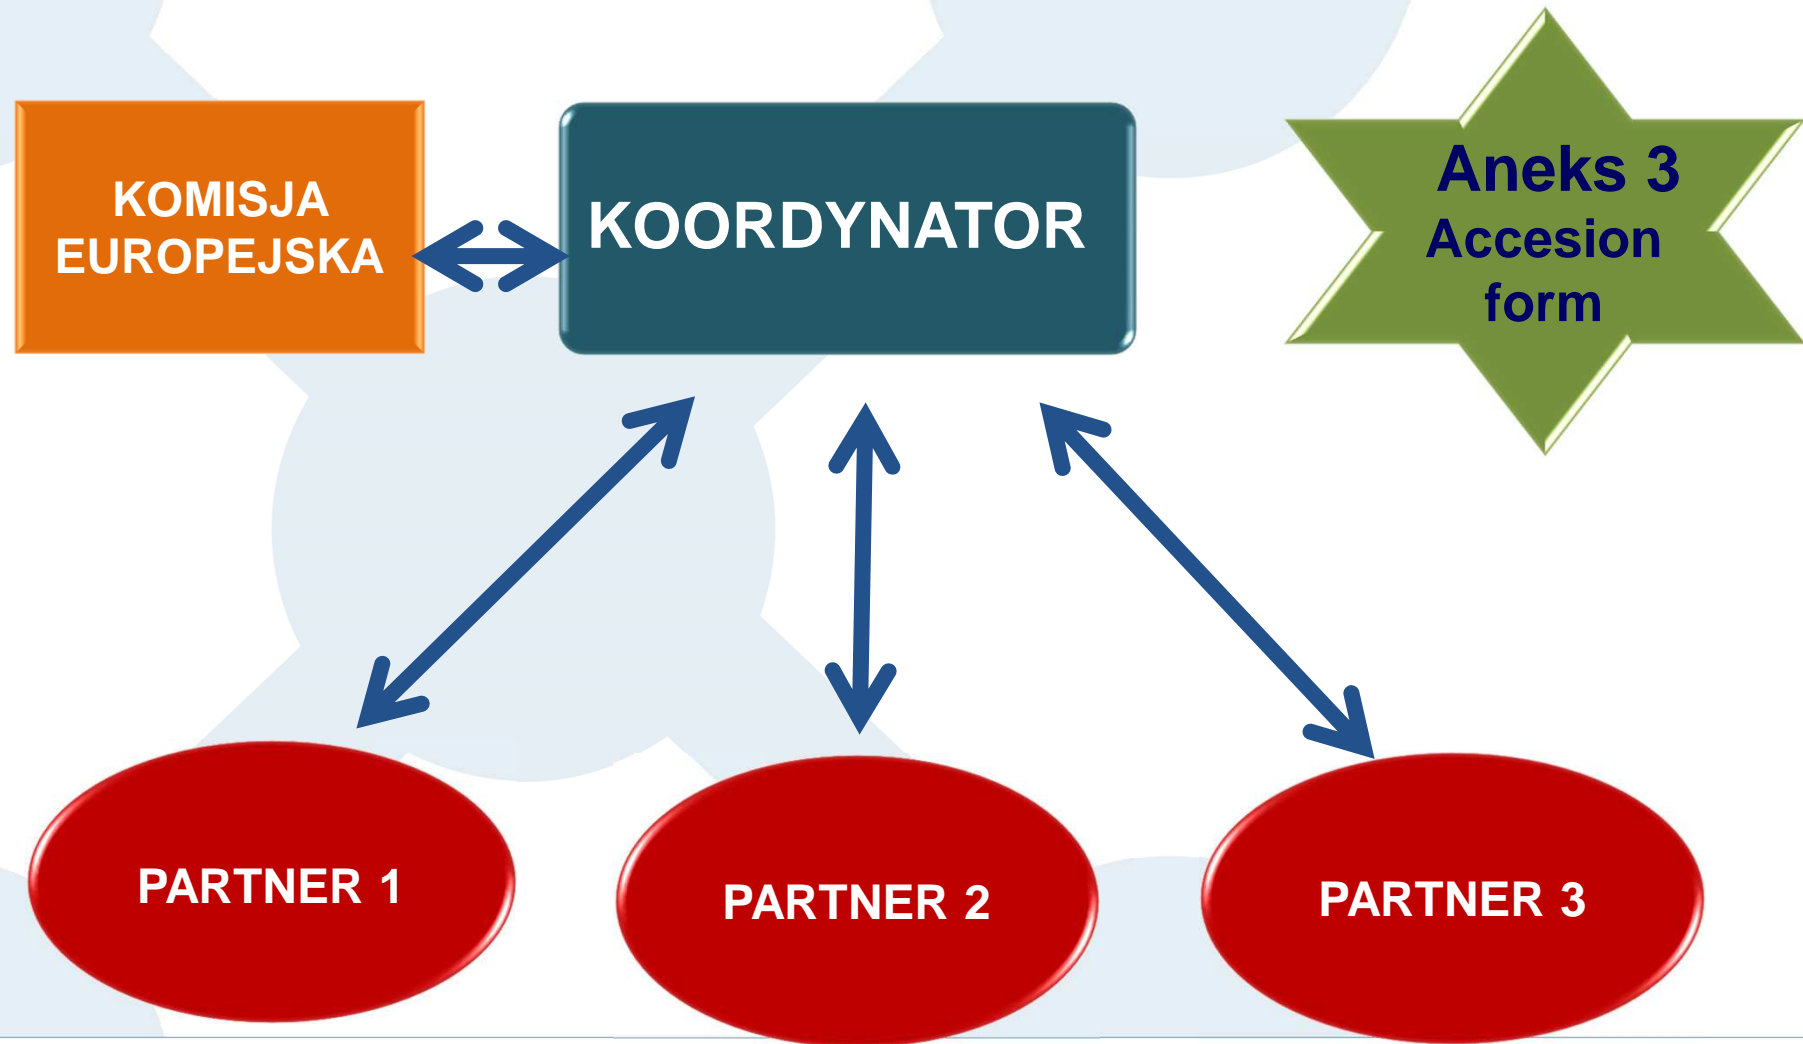 KOMISJA
EUROPEJSKA
KOORDYNATOR
Aneks 3
Accesion
form
PARTNER 1
PARTNER 2
PARTNER 3